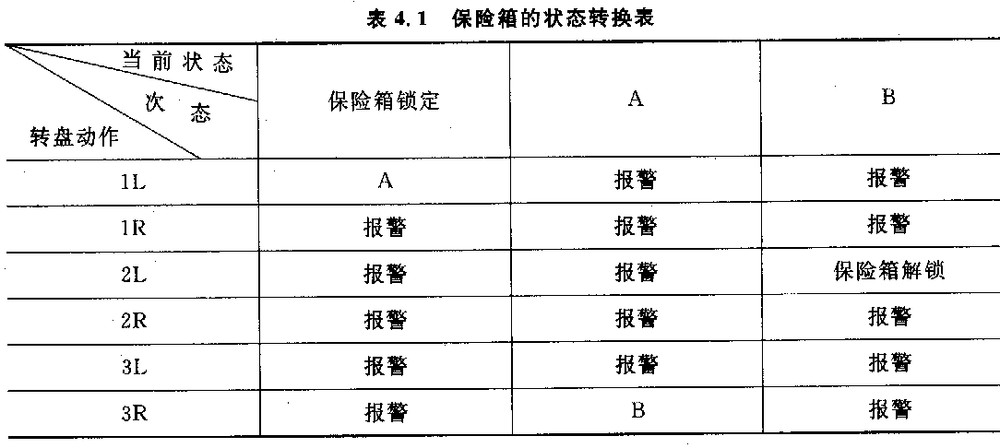 表 4.1 保险箱的状态转换表
当前状态
次态
转盘动作
保险箱锁定 A B
1L A 报警 报警
1R 报警 报警 报警
2L 报警 报警 保险箱解锁
2R 报警 报警 报警
3L 报警 报警 报警
3R 报警 B 报警